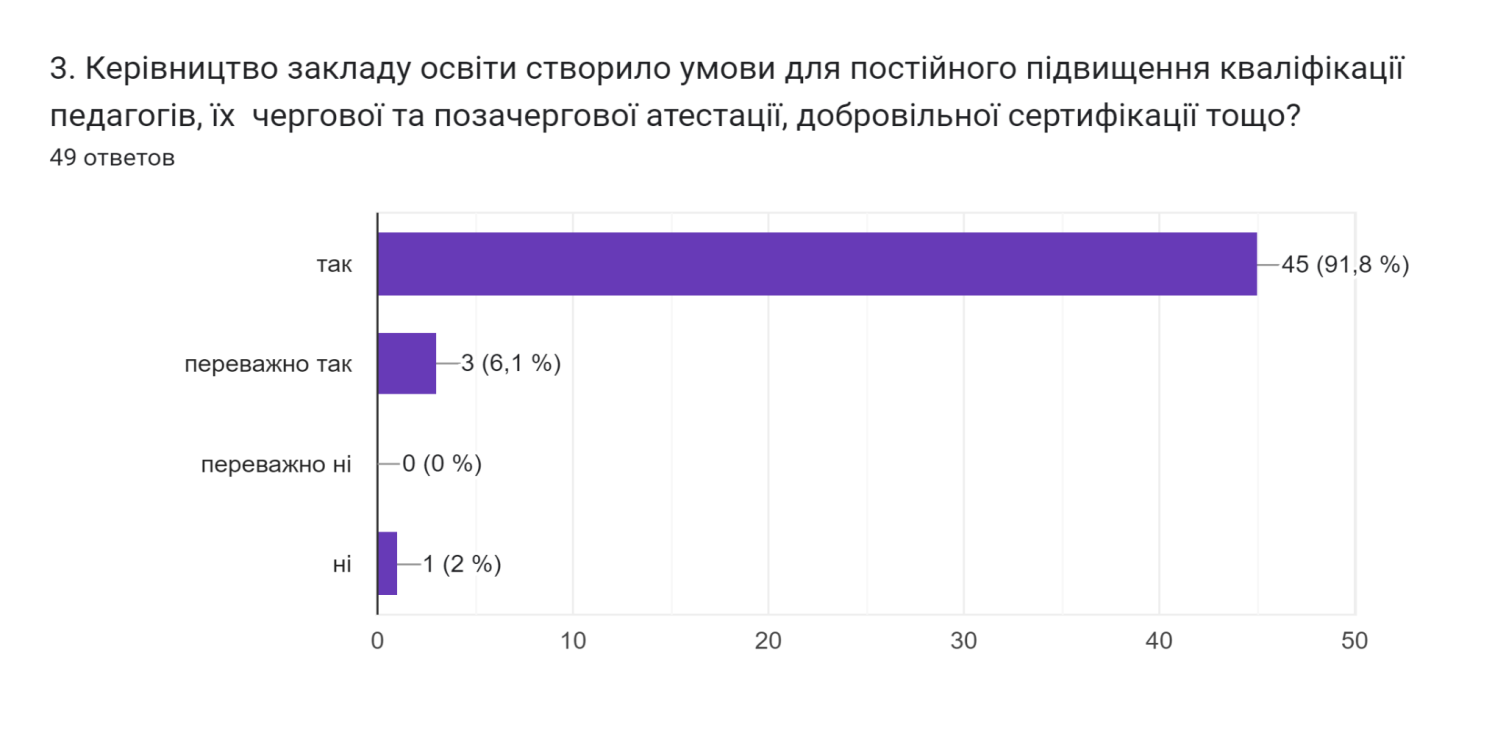 3. Керівництво закладу освіти створило умови для постійного підвищення кваліфікації
педагогів, їх  чергової та позачергової атестації, добровільної сертифікації тощо?
49 ответов
так
45 (91,8 %)
переважно так
3 (6,1 %)
переважно ні
0 (0 %)
ні
1 (2 %)
0 10 20 30 40 50